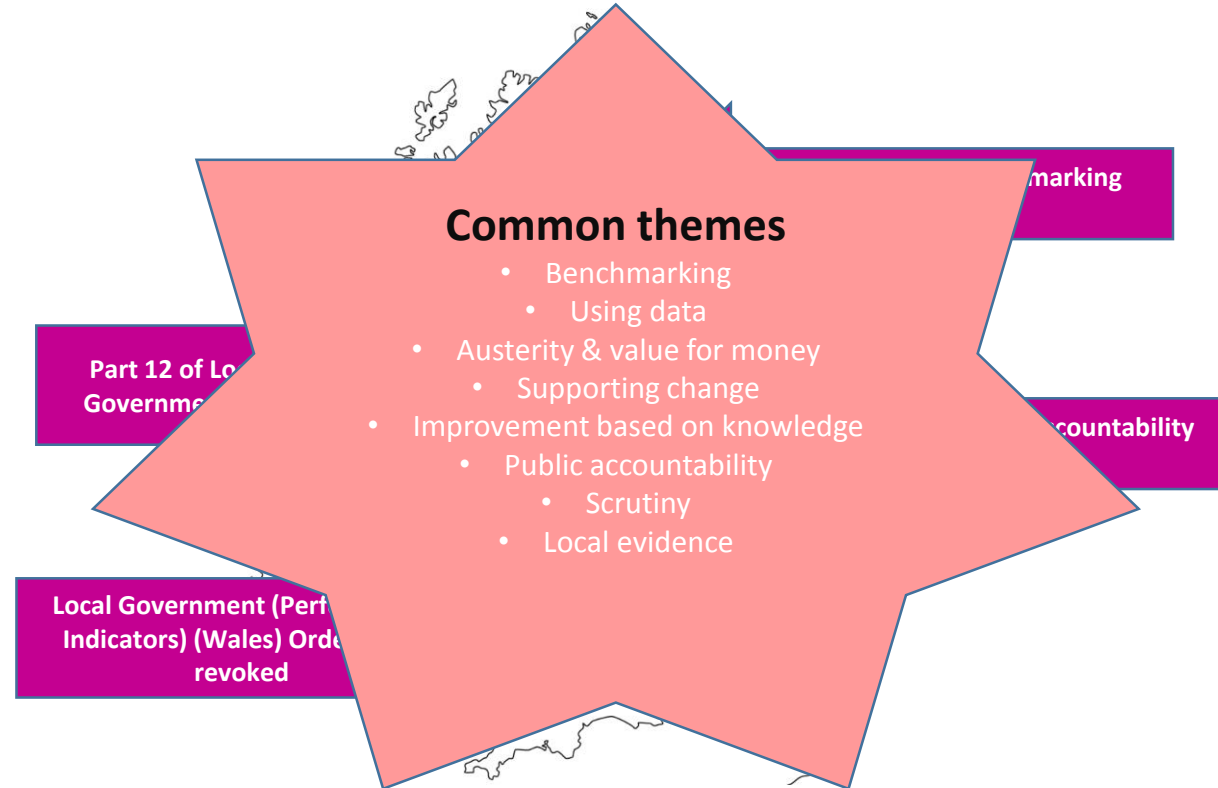 marking
Common themes
• Benchmarking
• Using data
• Austerity & value for money
• Supporting change
• Improvement based on knowledge
• Public accountability
• Scrutiny
• Local evidence
Part 12 of Lo
Governme
countability
Local Government (Perf
Indicators) (Wales) Orde
revoked